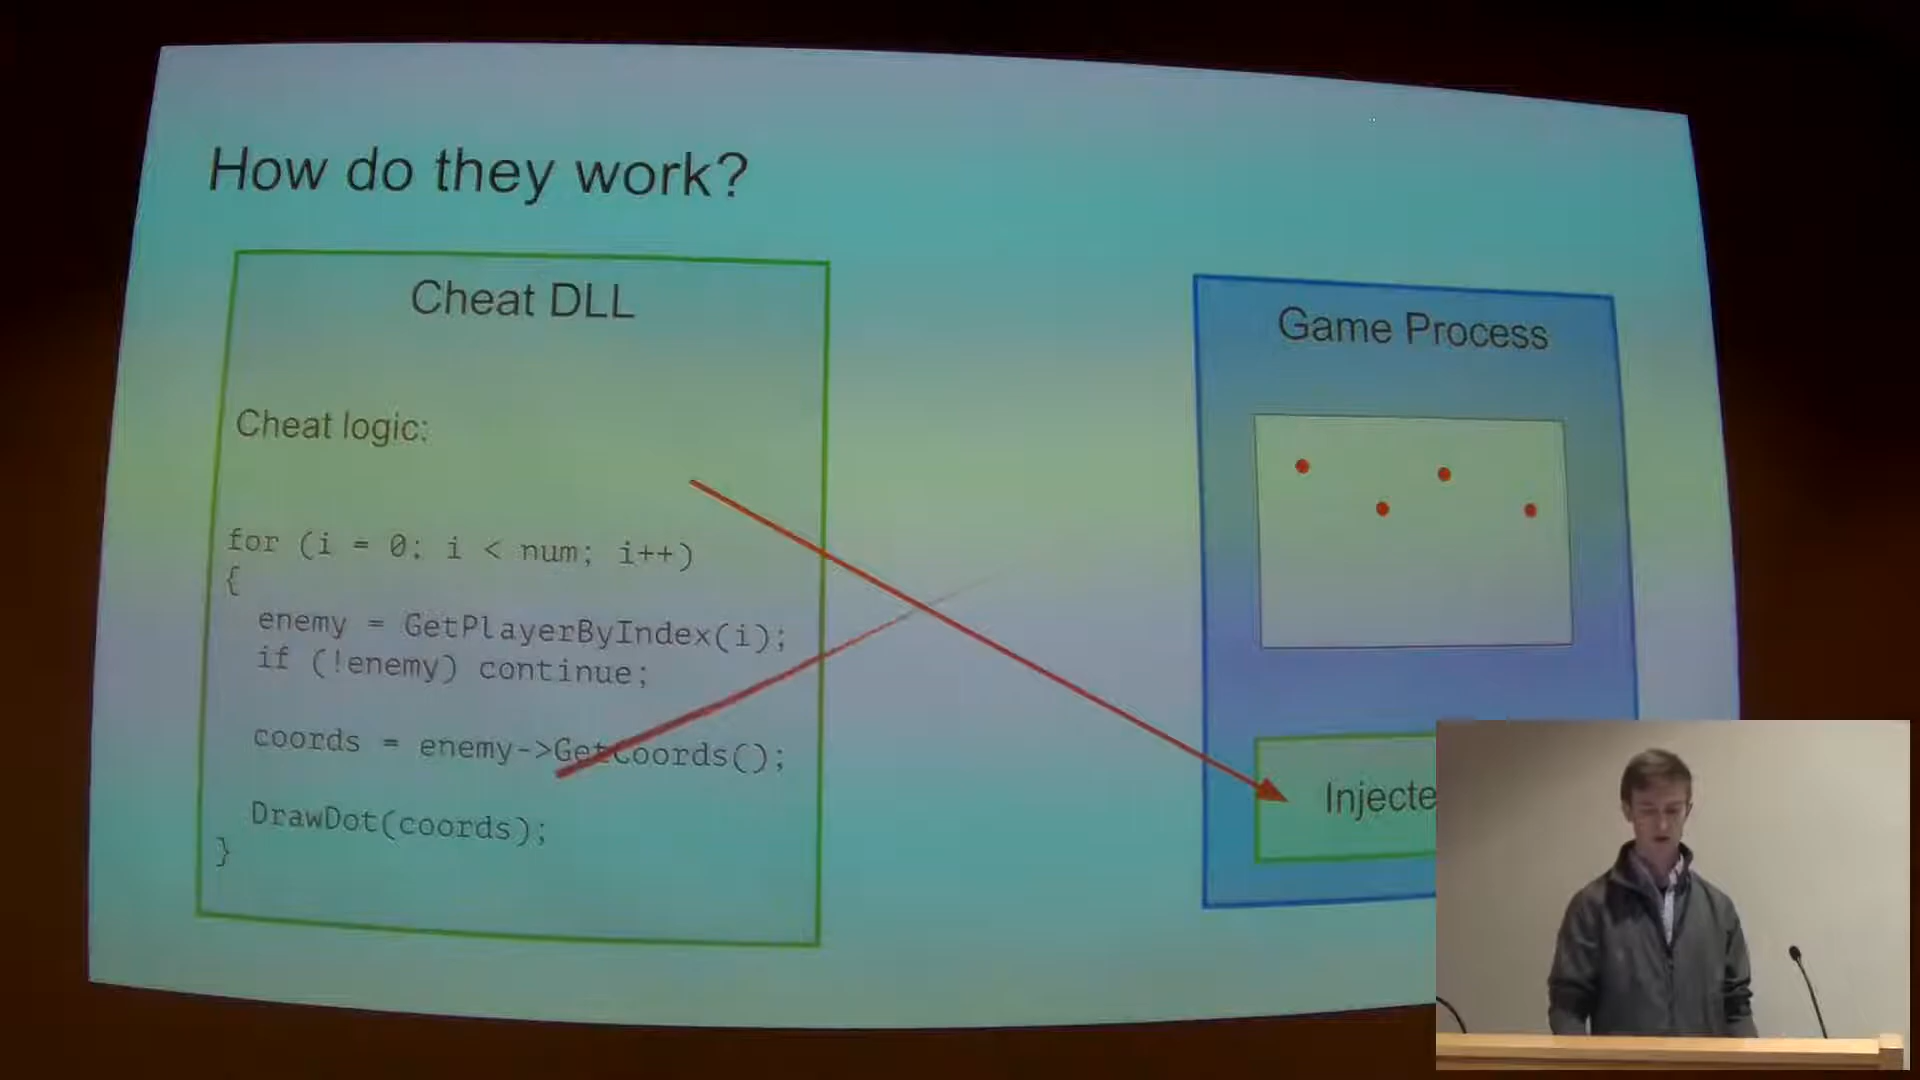 How do they work?
Cheat DLL
Cheat logic:
for (i = 0; i < num; i++)
{
enemy = GetPlayerByIndex(i);
if (!enemy) continue;
coords = enemy->GetCoords();
DrawDot(coords);
}
Game Process
Injecte